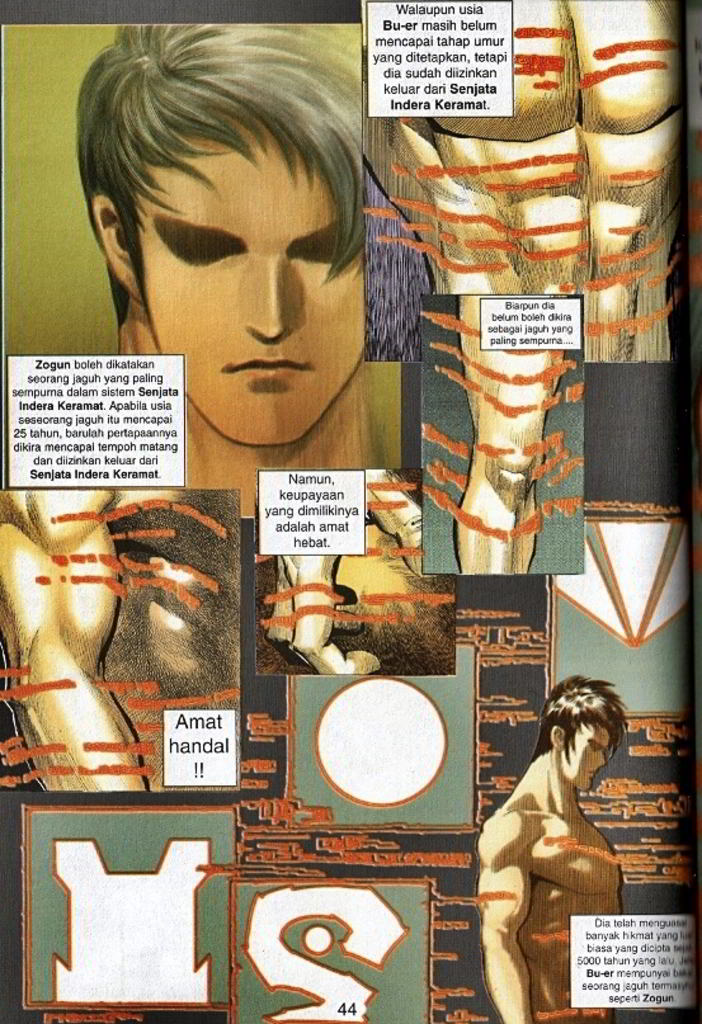 Walaupun usia
Bu-er masih belum
mencapai tahap umur
yang ditetapkan, tetapi
dia sudah diizinkan
keluar dari Senjata
Indera Keramat.
Biarpun dia
belum boleh dikira
sebagai jaguh yang
paling sempurna....
Zogun boleh dikatakan
seorang jaguh yang paling
sempurna dalam sistem Senjata
Indera Keramat. Apabila usia
seseorang jaguh itu mencapai
25 tahun, barulah pertapaannya
dikira mencapai tempoh matang
dan diizinkan keluar dari
Senjata Indera Keramat.
Namun,
keupayaan
yang dimilikinya
adalah amat
hebat.
Amat
handal
!!
Dia telah menguasai
banyak hikmat yang
biasa yang dicipta
5000 tahun yang lalu.
Bu-er mempunyai
seorang jaguh
seperti Zogun.
44